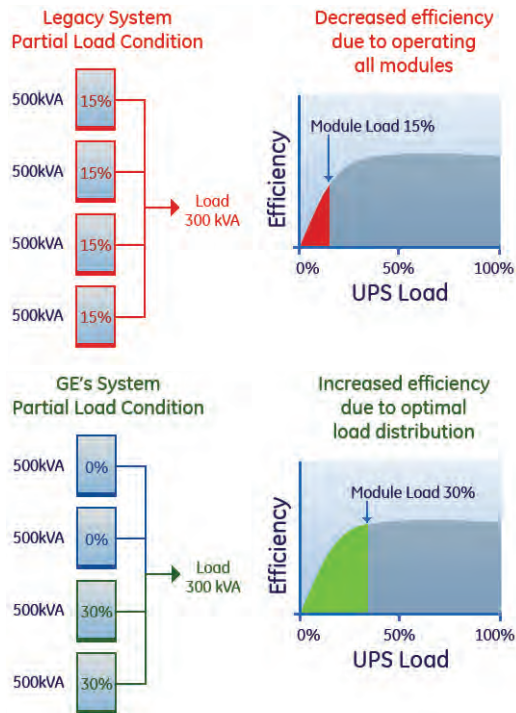 Legacy System
Partial Load Condition
500kVA
15%
500kVA
15%
500kVA
15%
500kVA
15%
Load
300 kVA
Decreased efficiency
due to operating
all modules
Module Load 15%
Efficiency
0%
50%
100%
UPS Load
GE's System
Partial Load Condition
500kVA
0%
500kVA
0%
500kVA
30%
500kVA
30%
Load
300 kVA
Increased efficiency
due to optimal
load distribution
Module Load 30%
Efficiency
0%
50%
100%
UPS Load